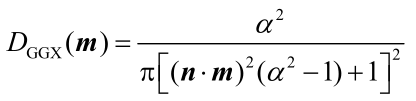 D_GGX(m) = α² / π[(n · m)²(α² − 1) + 1]²